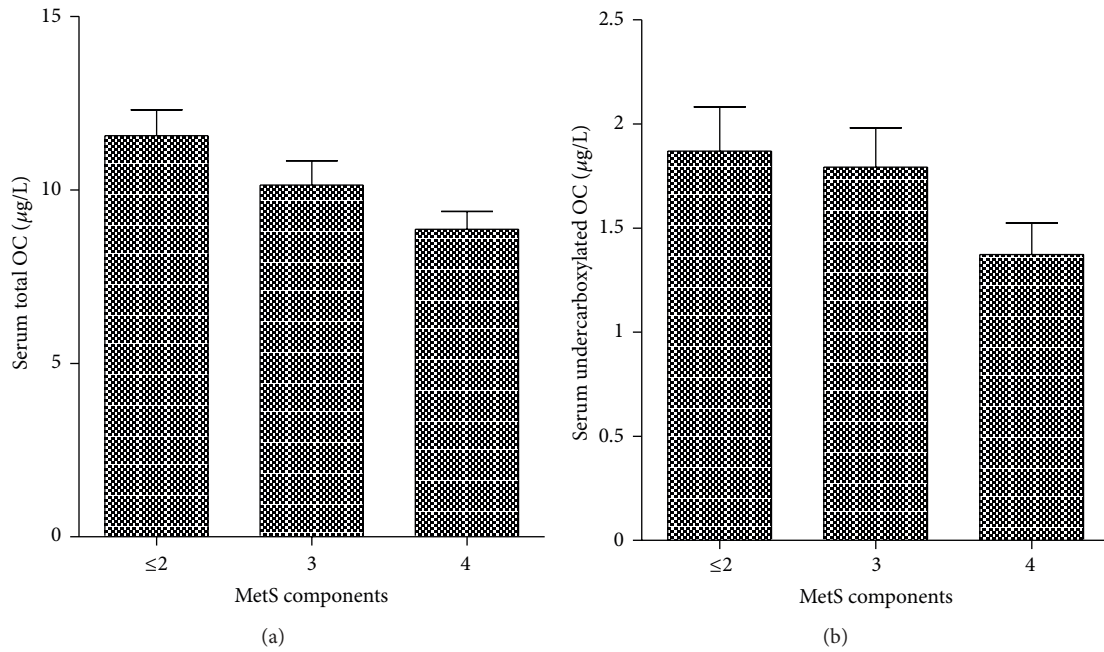 15
10
5
0
Serum total OC (μg/L)
≤2
3
4
MetS components
(a)
2.5
2
1.5
1
0.5
0
Serum undercarboxylated OC (μg/L)
≤2
3
4
MetS components
(b)